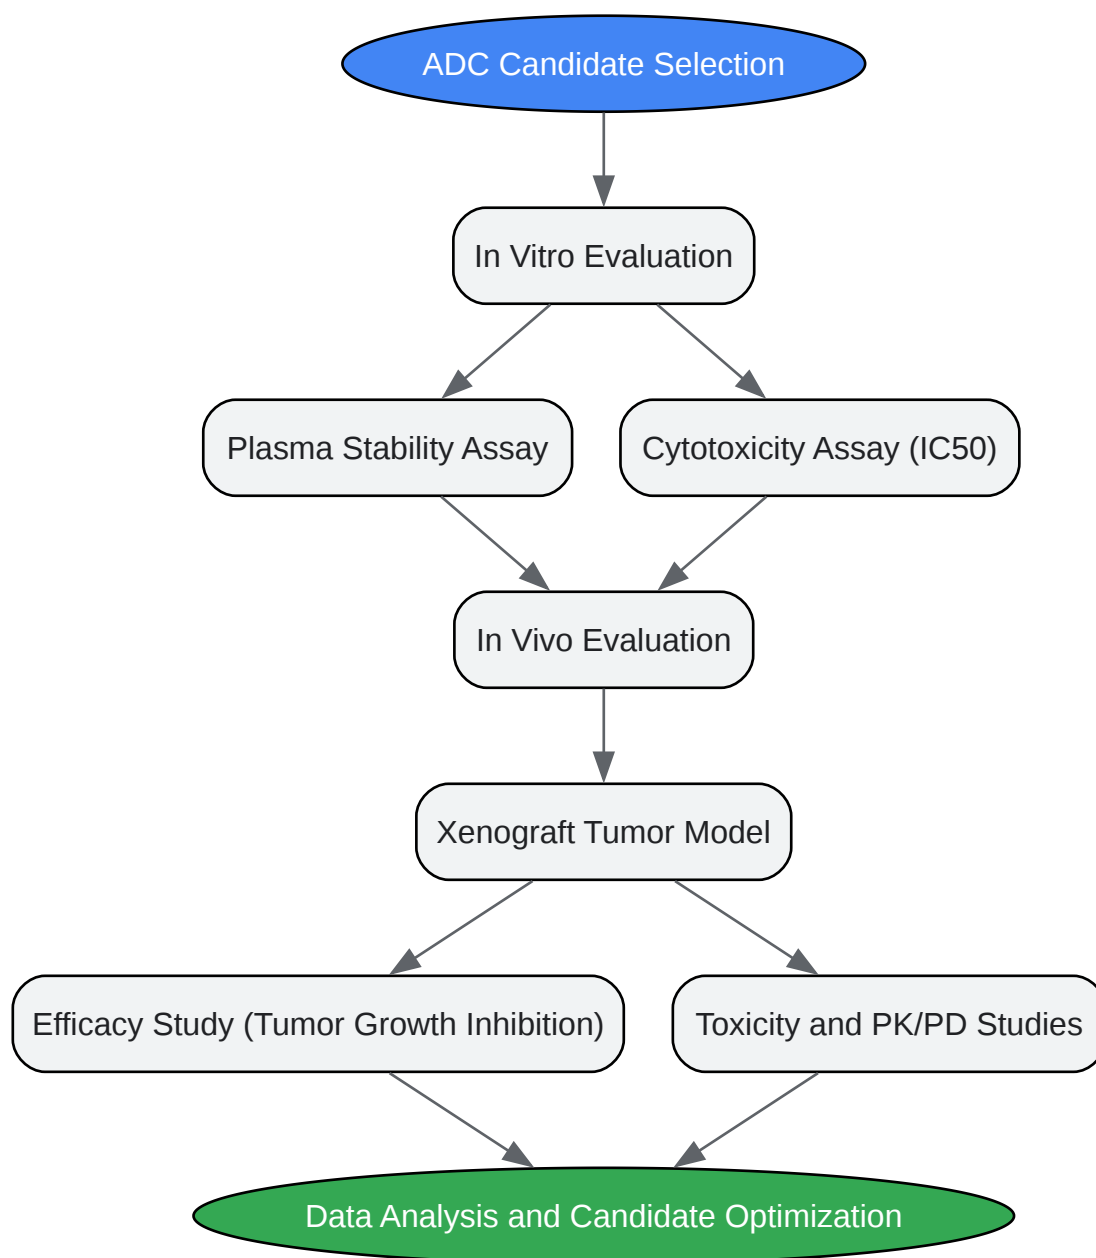 ADC Candidate Selection
In Vitro Evaluation
Plasma Stability Assay
Cytotoxicity Assay (IC50)
In Vivo Evaluation
Xenograft Tumor Model
Efficacy Study (Tumor Growth Inhibition)
Toxicity and PK/PD Studies
Data Analysis and Candidate Optimization